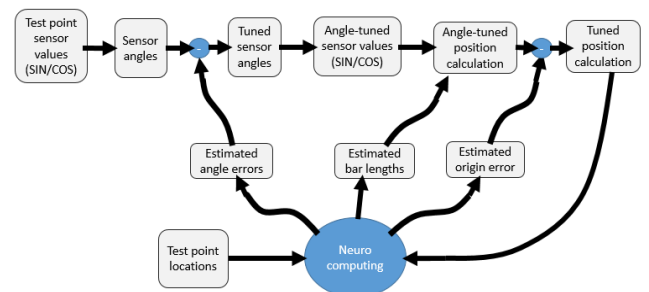 Test point
sensor
values
(SIN/COS)
Sensor
angles
-
Tuned
sensor
angles
Angle-tuned
sensor values
(SIN/COS)
Angle-tuned
position
calculation
-
Tuned
position
calculation
Estimated
angle errors
Estimated
bar lengths
Estimated
origin error
Test point
locations
Neuro
computing